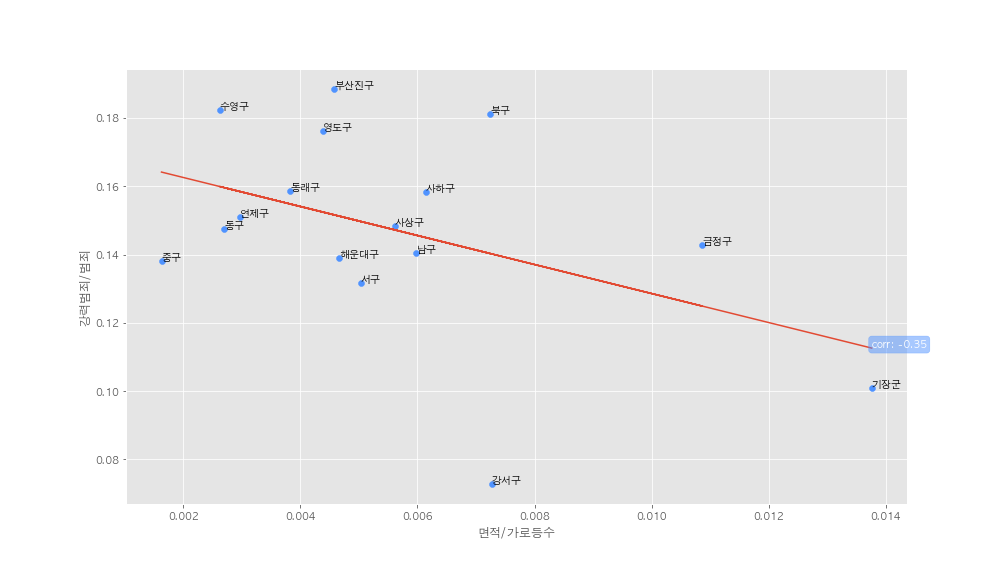 부산진구
수영구
북구
0.18
영도구
0.16
동래구
사하구
연제구
동구
사상구
금정구
남구
0.14
중구
해운대구
서구
강력범죄/범죄
0.12
corr: -0.35
0.10
기장군
강서구
0.08
0.002
0.004
0.006
0.008
0.010
0.012
0.014
면적/가로등수